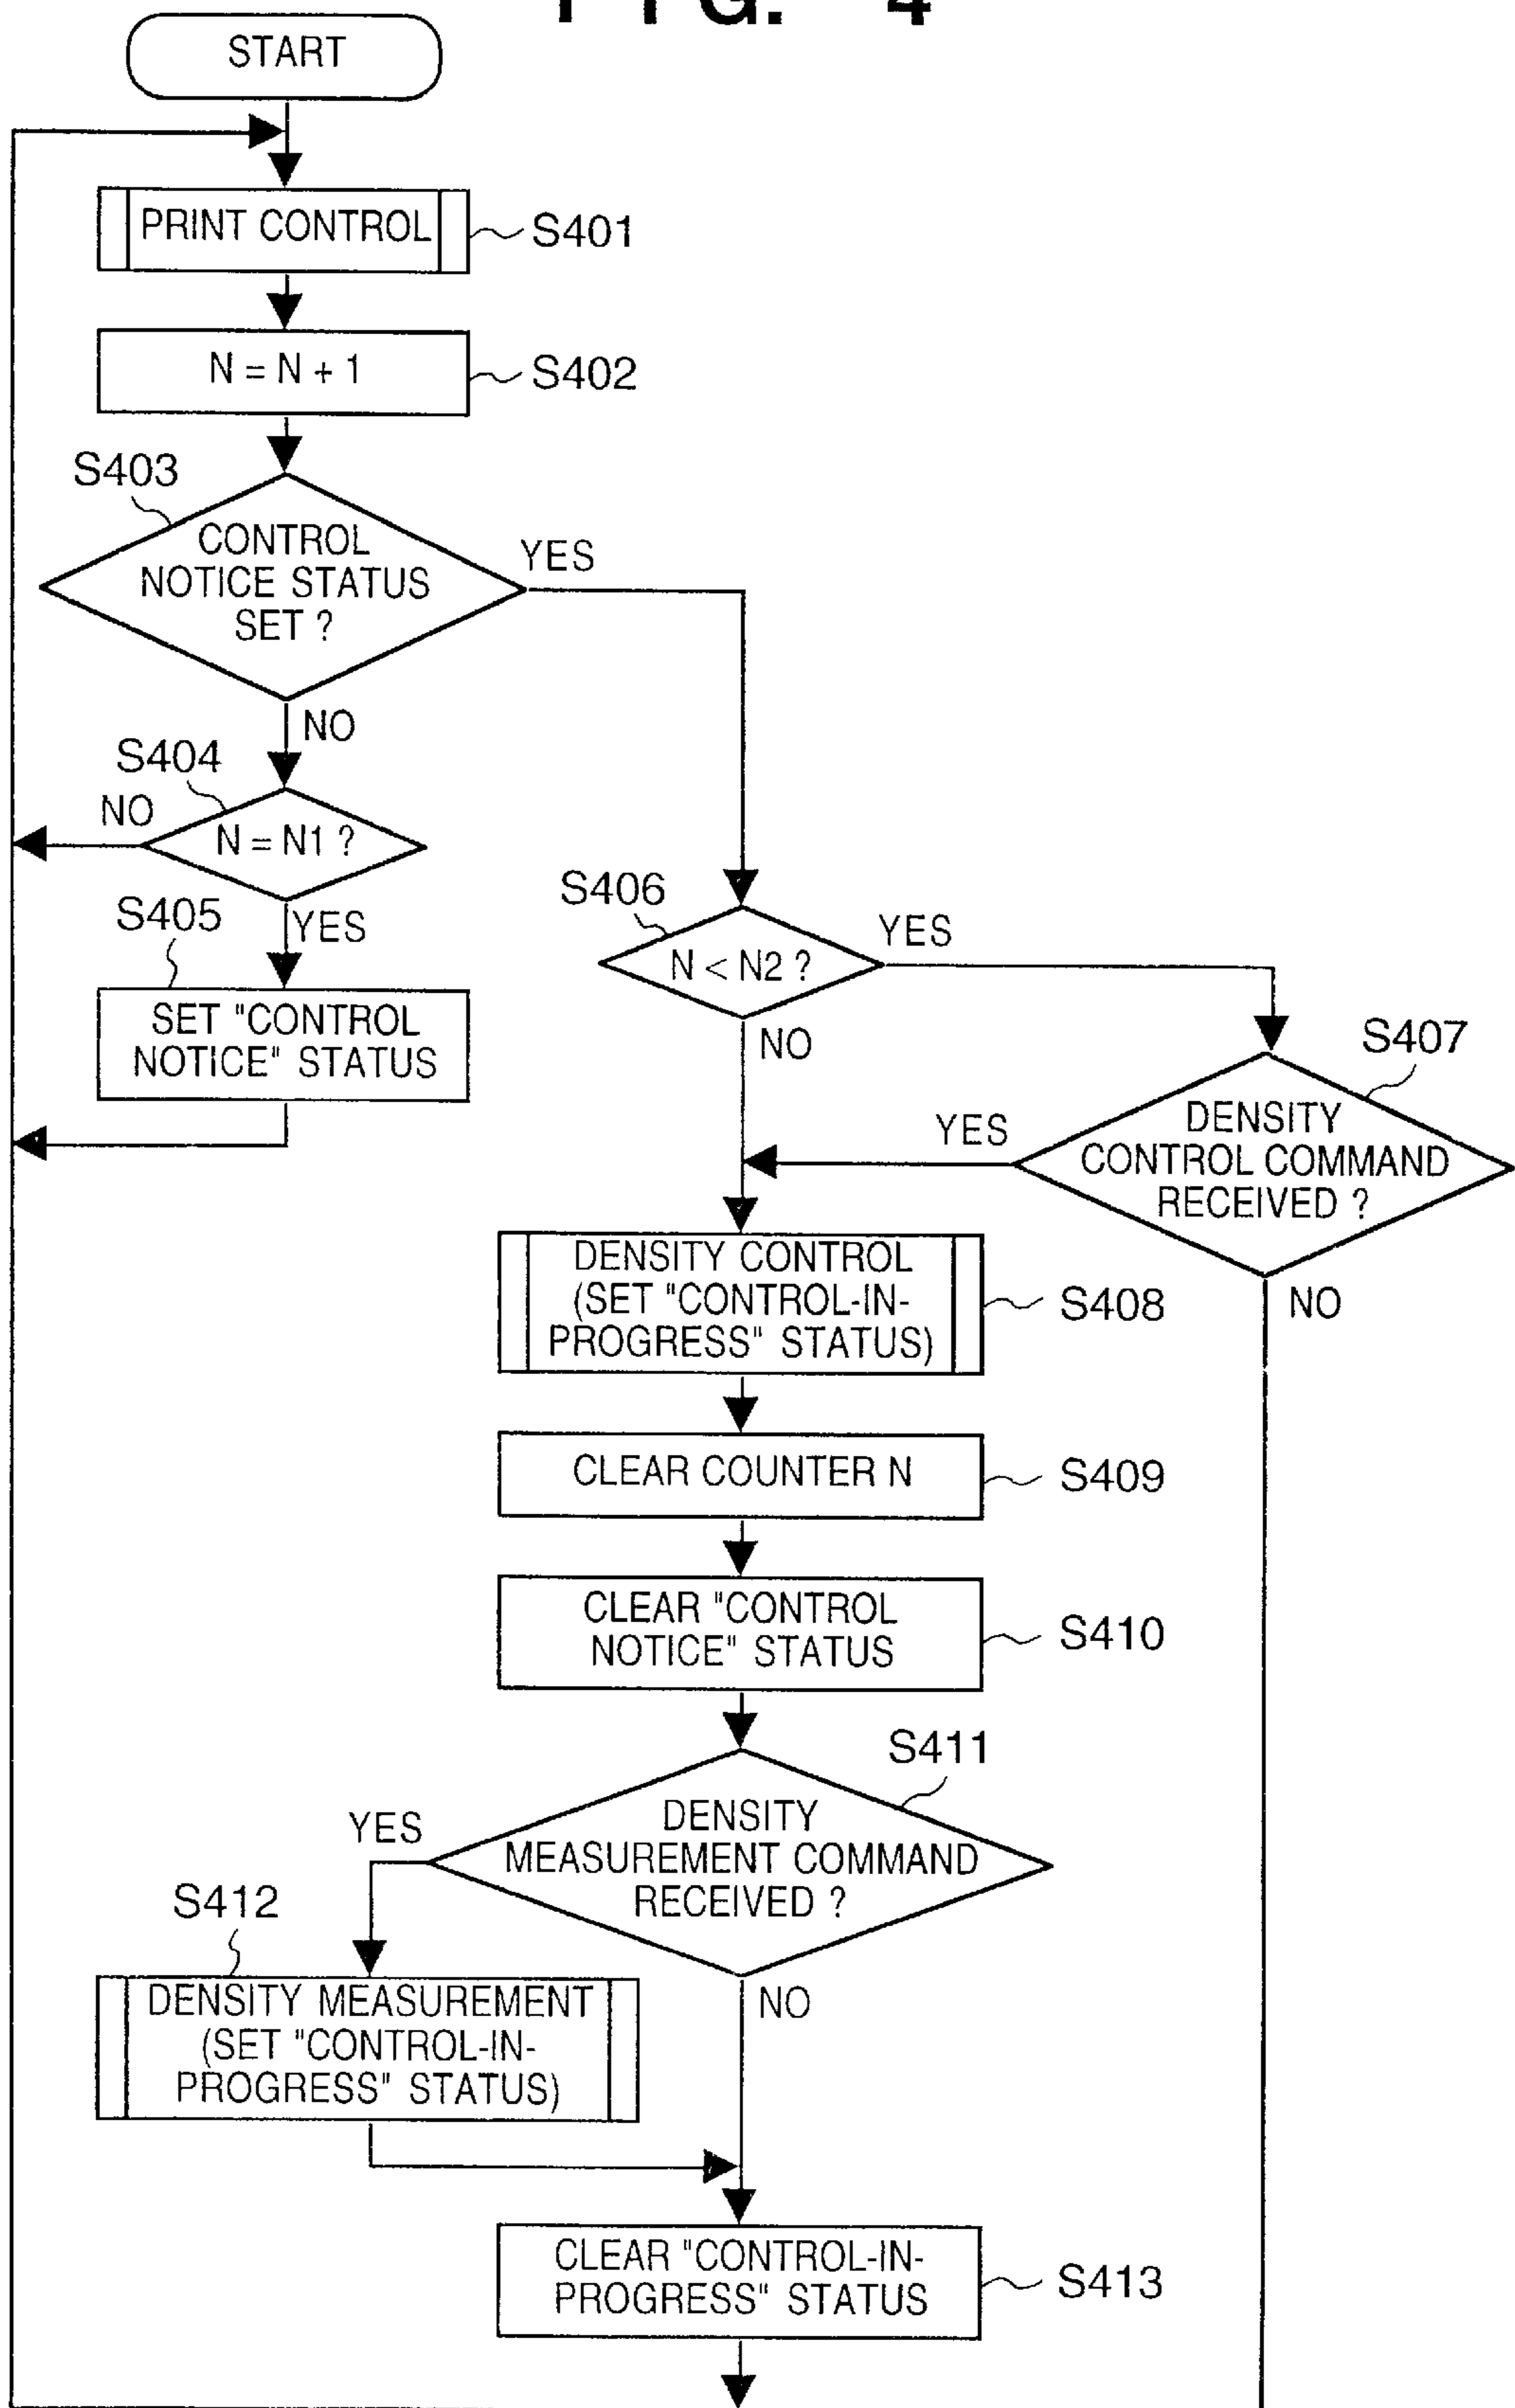 FIG. 4
START
PRINT CONTROL
S401
N = N + 1
S402
S403
CONTROL
NOTICE STATUS
SET ?
YES
NO
S404
NO
N = N1 ?
S405
YES
SET "CONTROL
NOTICE" STATUS
S406
N < N2 ?
YES
NO
S407
DENSITY
CONTROL COMMAND
RECEIVED ?
YES
NO
DENSITY CONTROL
(SET "CONTROL-IN-
PROGRESS" STATUS)
S408
CLEAR COUNTER N
S409
CLEAR "CONTROL
NOTICE" STATUS
S410
S411
DENSITY
MEASUREMENT COMMAND
RECEIVED ?
YES
NO
S412
DENSITY MEASUREMENT
(SET "CONTROL-IN-
PROGRESS" STATUS)
CLEAR "CONTROL-IN-
PROGRESS" STATUS
S413